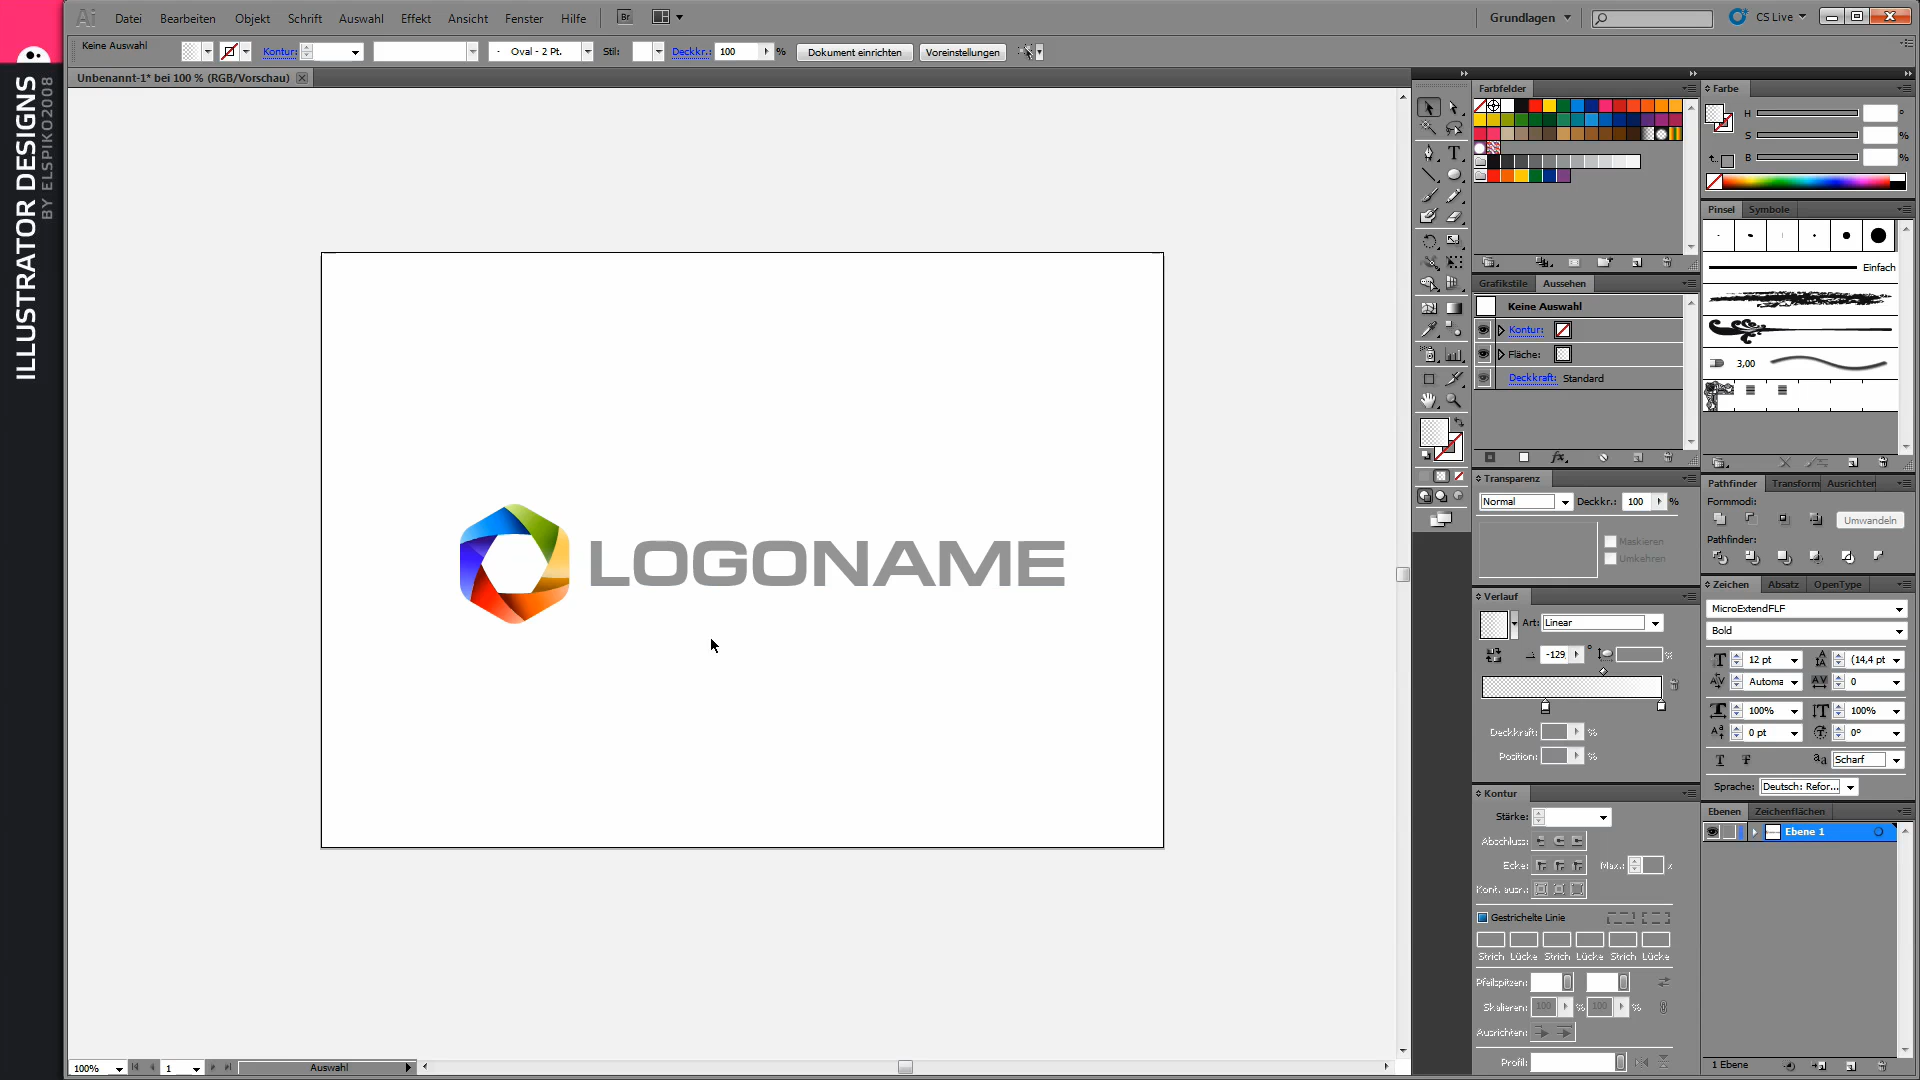 Ai Datei Bearbeiten Objekt Schrift Auswahl Effekt Ansicht Fenster Hilfe Br Grundlagen CS Live
Keine Auswahl Kontur: Oval - 2 Pt. Stil: Deckkr.: 100 % Dokument einrichten Voreinstellungen
Unbenannt-1* bei 100 % (RGB/Vorschau)
ILLUSTRATOR DESIGNS
BY ELSPIKO2008
LOGONAME
100% 1 Auswahl
Farbfelder
Grafikstile Aussehen
Keine Auswahl
Kontur:
Fläche:
Deckkraft: Standard
Transparenz
Normal Deckkr.: 100 %
Maskieren
Umkehren
Verlauf
Art: Linear
-129, ° %
Deckkraft: %
Position: %
Kontur
Stärke:
Abschluss:
Ecke: Max.: x
Kont. ausr.:
Gestrichelte Linie
Strich Lücke Strich Lücke Strich Lücke
Pfeilspitzen:
Skalieren: 100 % 100 %
Ausrichten:
Profil:
Farbe
H °
S %
B %
Pinsel Symbole
Einfach
3,00
Pathfinder Transform Ausrichten
Formmodi:
Umwandeln
Pathfinder:
Zeichen Absatz OpenType
MicroExtendFLF
Bold
12 pt (14,4 pt
Automa 0
100% 100%
0 pt 0°
Scharf
Sprache: Deutsch: Refor...
Ebenen Zeichenflächen
Ebene 1
1 Ebene